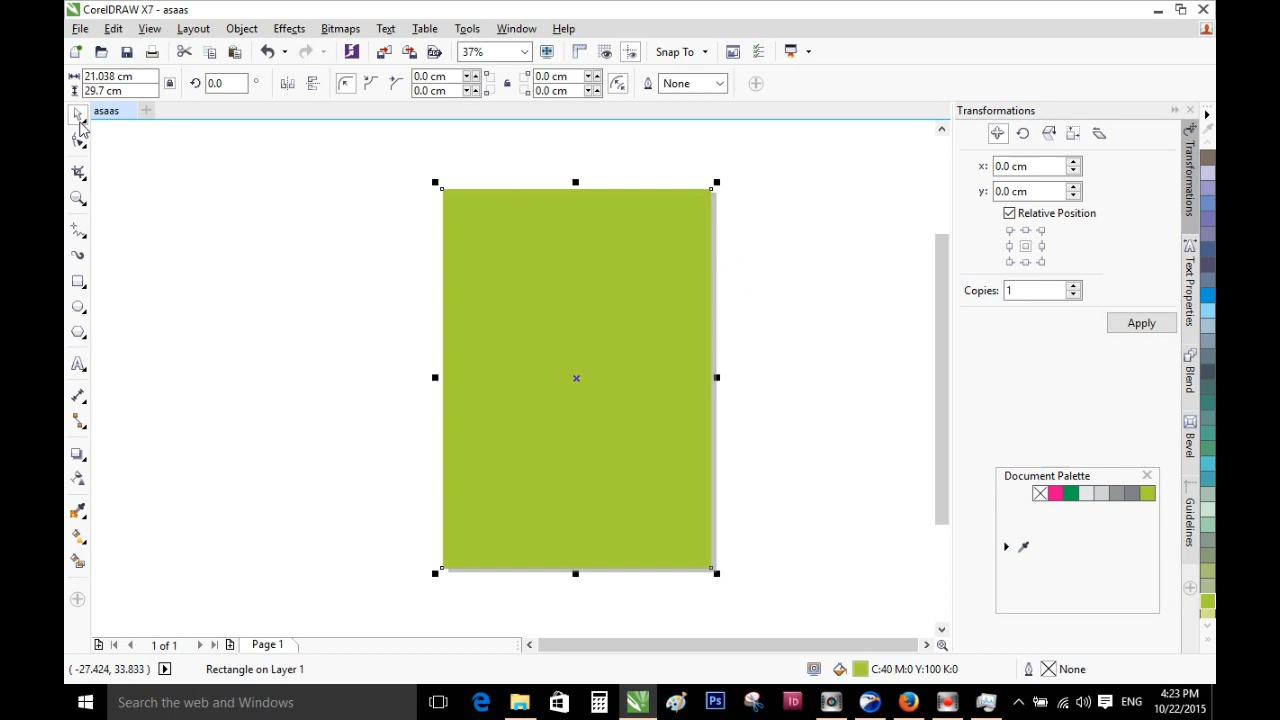 CorelDRAW X7 - asaas
File Edit View Layout Object Effects Bitmaps Text Table Tools Window Help
37% Snap To
21.038 cm 0.0 cm 0.0 cm
29.7 cm 0.0 ° 0.0 cm 0.0 cm None
asaas
Transformations
x: 0.0 cm
y: 0.0 cm
Relative Position
Copies: 1
Apply
Transformations
Text Properties
Blend
Bevel
Guidelines
Document Palette
1 of 1 Page 1
( -27.424, 33.833 ) Rectangle on Layer 1 C:40 M:0 Y:100 K:0 None
Search the web and Windows
Ps Id ENG 4:23 PM
10/22/2015